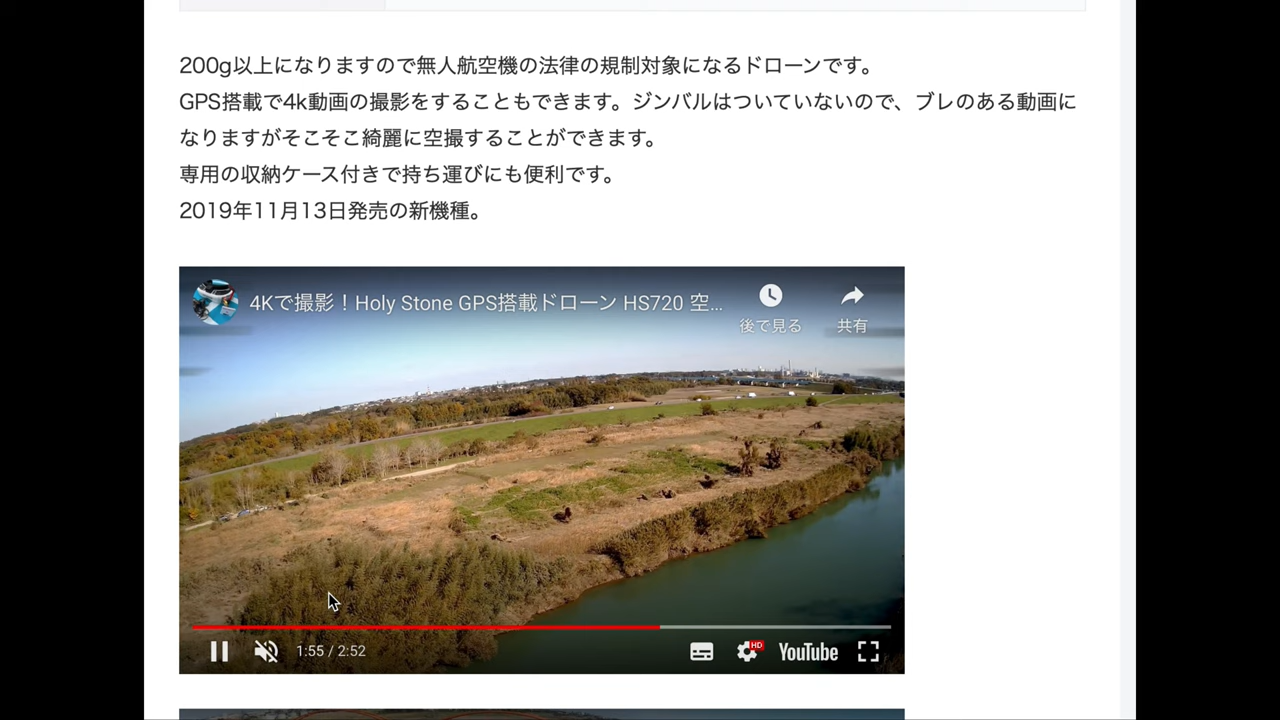 200g以上になりますので無人航空機の法律の規制対象になるドローンです。
GPS搭載で4k動画の撮影をすることもできます。ジンバルはついていないので、ブレのある動画に
なりますがそこそこ綺麗に空撮することができます。
専用の収納ケース付きで持ち運びにも便利です。
2019年11月13日発売の新機種。
4Kで撮影！Holy Stone GPS搭載ドローン HS720 空...
後で見る
共有
1:55 / 2:52
HD
YouTube